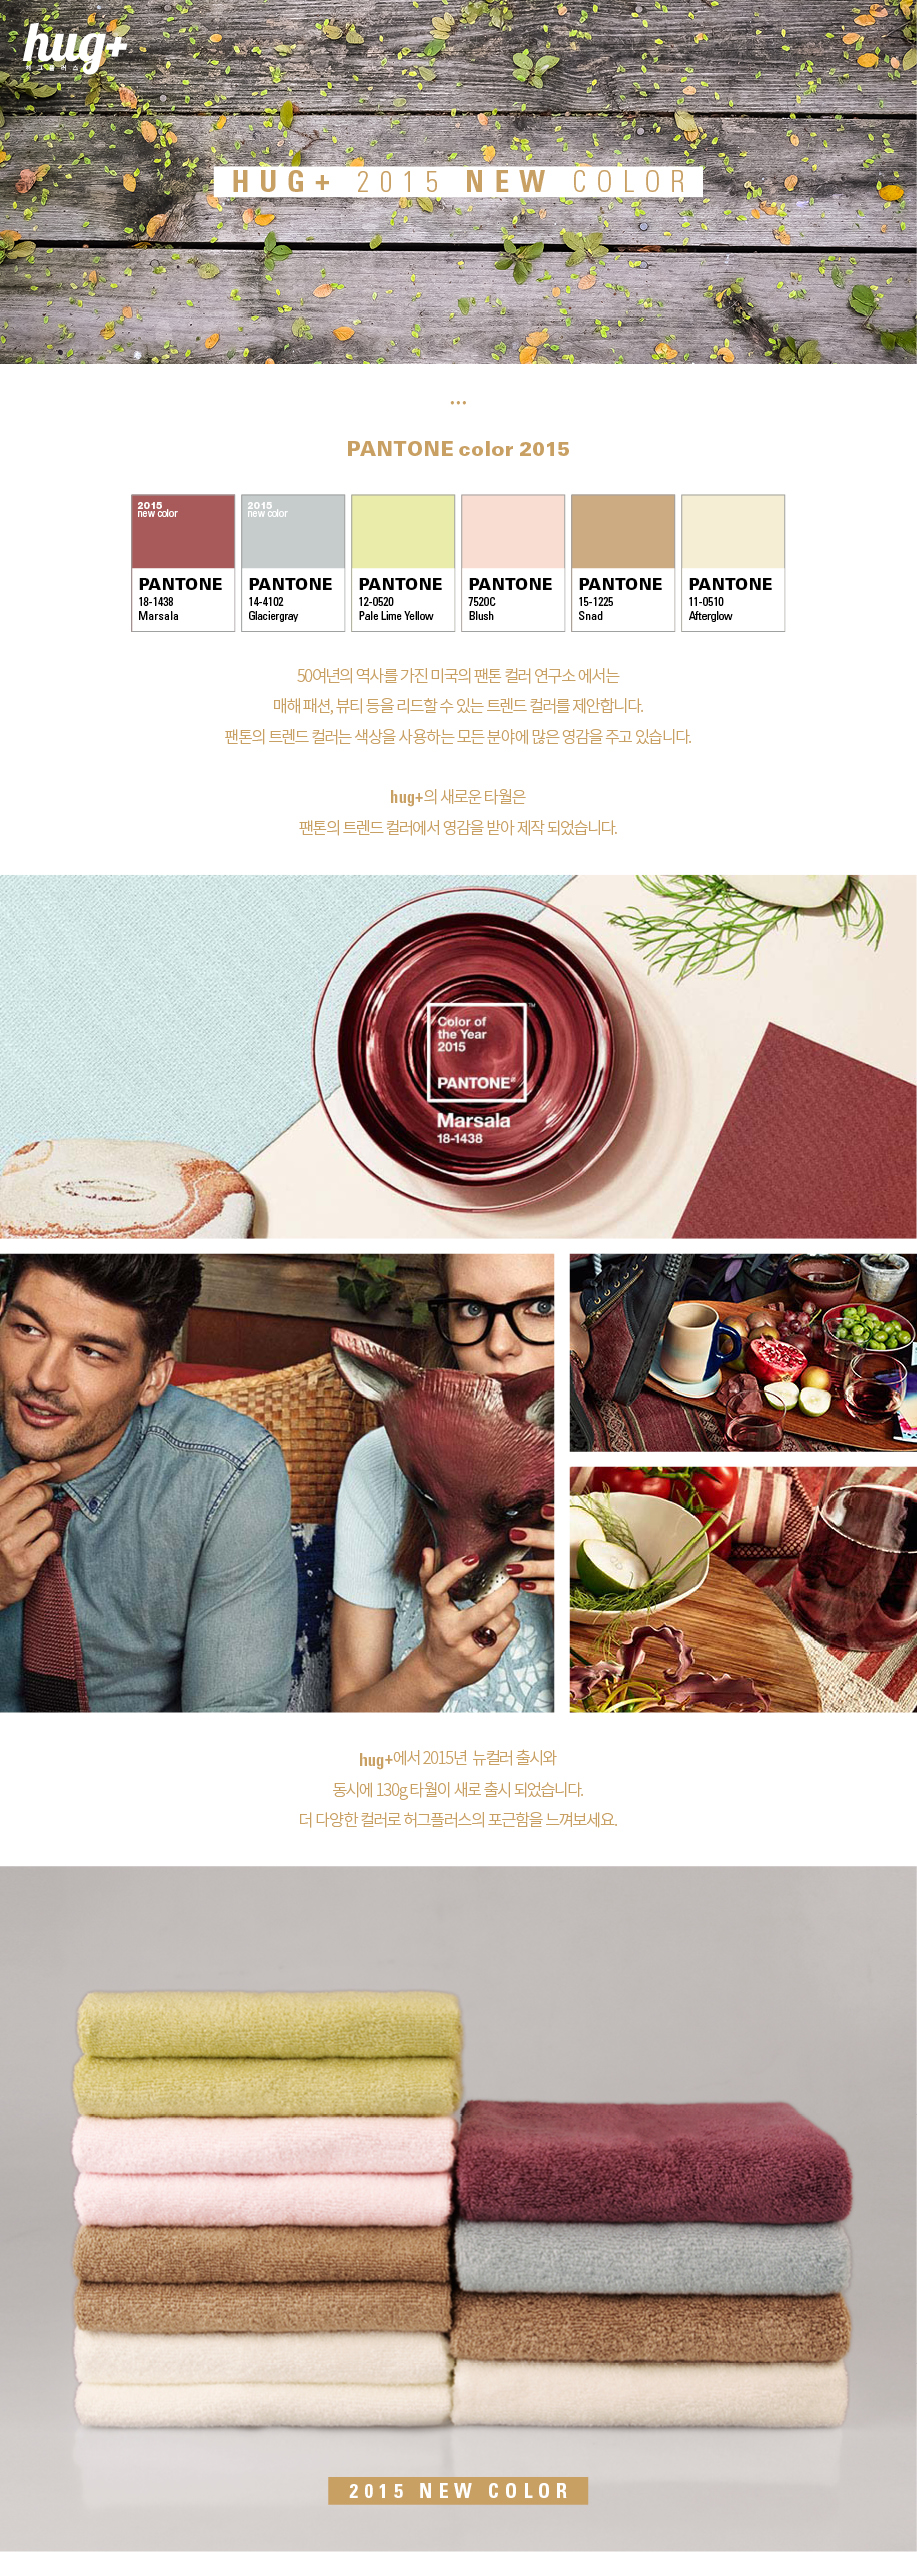 hug+
허그플러스
HUG+ 2015 NEW COLOR
...
PANTONE color 2015
2015
new color
PANTONE
18-1438
Marsala
2015
new color
PANTONE
14-4102
Glaciergray
PANTONE
12-0520
Pale Lime Yellow
PANTONE
7520C
Blush
PANTONE
15-1225
Snad
PANTONE
11-0510
Afterglow
50여년의 역사를 가진 미국의 팬톤 컬러 연구소 에서는
매해 패션, 뷰티 등을 리드할 수 있는 트렌드 컬러를 제안합니다.
팬톤의 트렌드 컬러는 색상을 사용하는 모든 분야에 많은 영감을 주고 있습니다.
hug+의 새로운 타월은
팬톤의 트렌드 컬러에서 영감을 받아 제작 되었습니다.
Color of
the Year
2015
PANTONE®
™
Marsala
18-1438
hug+에서 2015년 뉴컬러 출시와
동시에 130g 타월이 새로 출시 되었습니다.
더 다양한 컬러로 허그플러스의 포근함을 느껴보세요.
2015 NEW COLOR